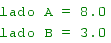 lado A = 8.0
lado B = 3.0